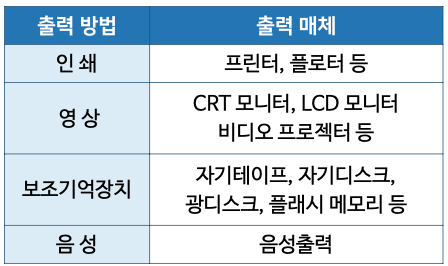 출력 방법 출력 매체
인 쇄 프린터, 플로터 등
영 상 CRT 모니터, LCD 모니터
비디오 프로젝터 등
보조기억장치 자기테이프, 자기디스크,
광디스크, 플래시 메모리 등
음 성 음성출력